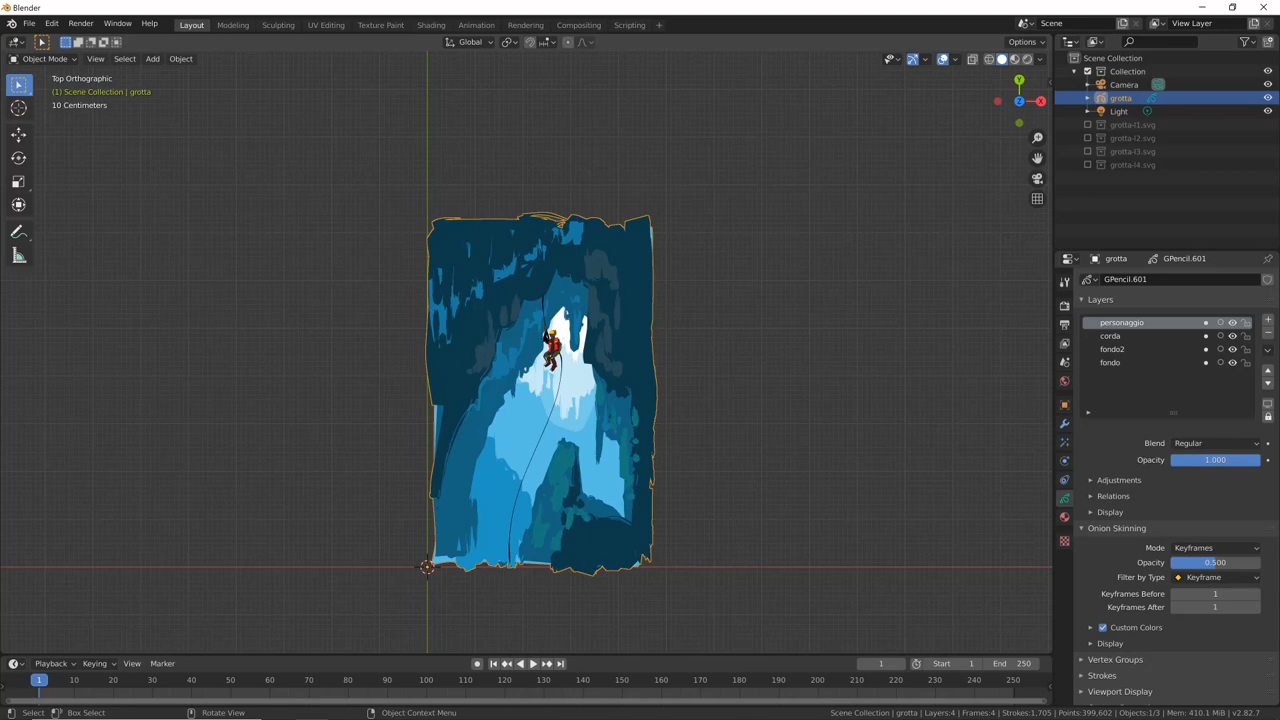 Blender
File Edit Render Window Help Layout Modeling Sculpting UV Editing Texture Paint Shading Animation Rendering Compositing Scripting + Scene View Layer
Global Options
Object Mode View Select Add Object
Top Orthographic
(1) Scene Collection | grotta
10 Centimeters
Y
Z X
Scene Collection
Collection
Camera
grotta
Light
grotta-l1.svg
grotta-l2.svg
grotta-l3.svg
grotta-l4.svg
grotta GPencil.601
GPencil.601
Layers
personaggio
corda
fondo2
fondo
Blend Regular
Opacity 1.000
Adjustments
Relations
Display
Onion Skinning
Mode Keyframes
Opacity 0.500
Filter by Type Keyframe
Keyframes Before 1
Keyframes After 1
Custom Colors
Display
Vertex Groups
Strokes
Viewport Display
Playback Keying View Marker 1 Start 1 End 250
1 10 20 30 40 50 60 70 80 90 100 110 120 130 140 150 160 170 180 190 200 210 220 230 240 250
Select Box Select Rotate View Object Context Menu Scene Collection | grotta | Layers:4 | Frames:4 | Strokes:1,705 | Points:399,602 | Objects:1/3 | Mem: 410.1 MiB | v2.82.7